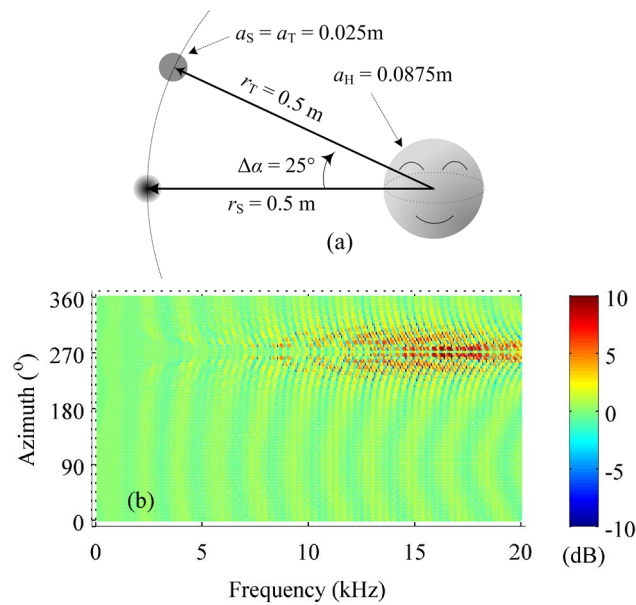 a_S = a_T = 0.025m
a_H = 0.0875m
r_T = 0.5 m
Δα = 25°
r_S = 0.5 m
(a)
360
270
180
90
0
Azimuth (°)
(b)
0 5 10 15 20
Frequency (kHz)
10
5
0
-5
-10
(dB)